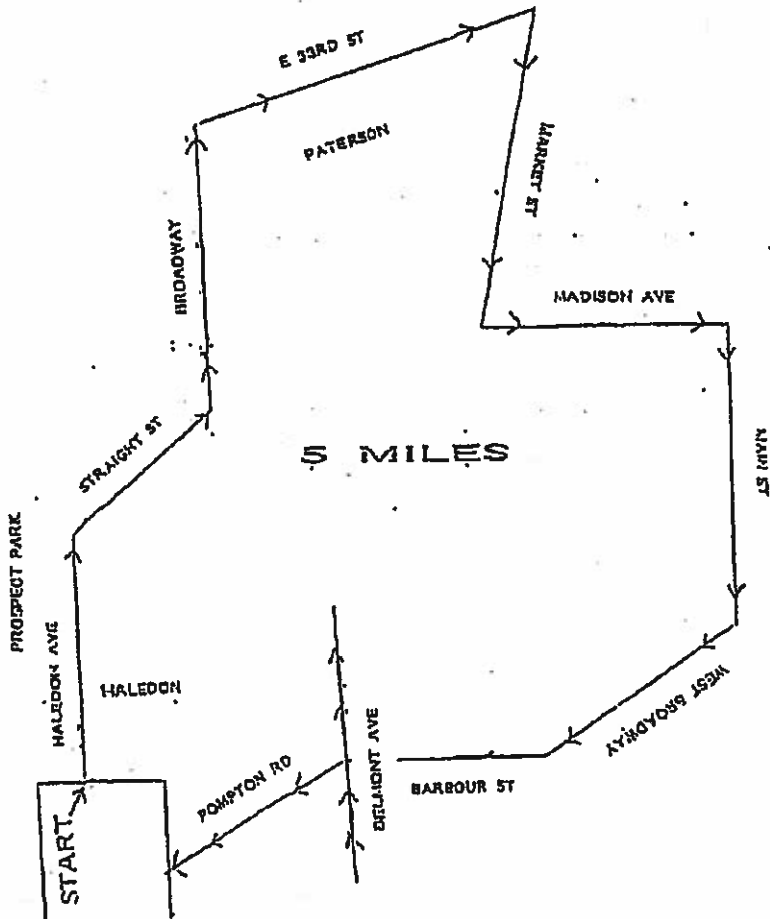 E 33RD ST
PATERSON
MARKET ST
BROADWAY
MADISON AVE
STRAIGHT ST
5 MILES
MAIN ST
PROSPECT PARK
HALEDON AVE
HALEDON
WEST BROADWAY
POMPTON RD
BELMONT AVE
BARBOUR ST
START